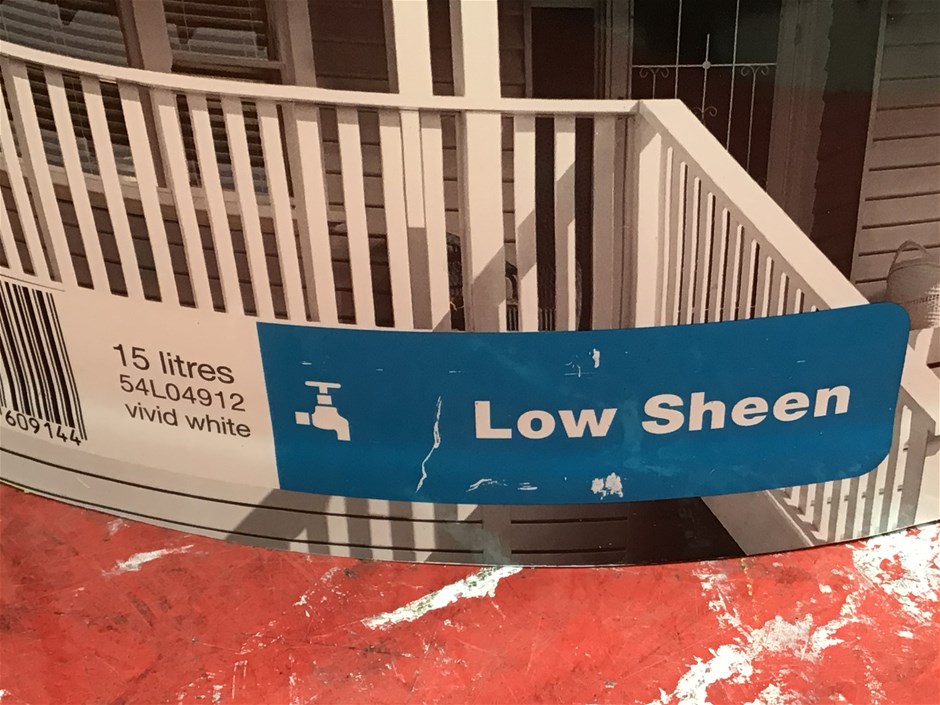 15 litres
54L04912
vivid white
609144
Low Sheen